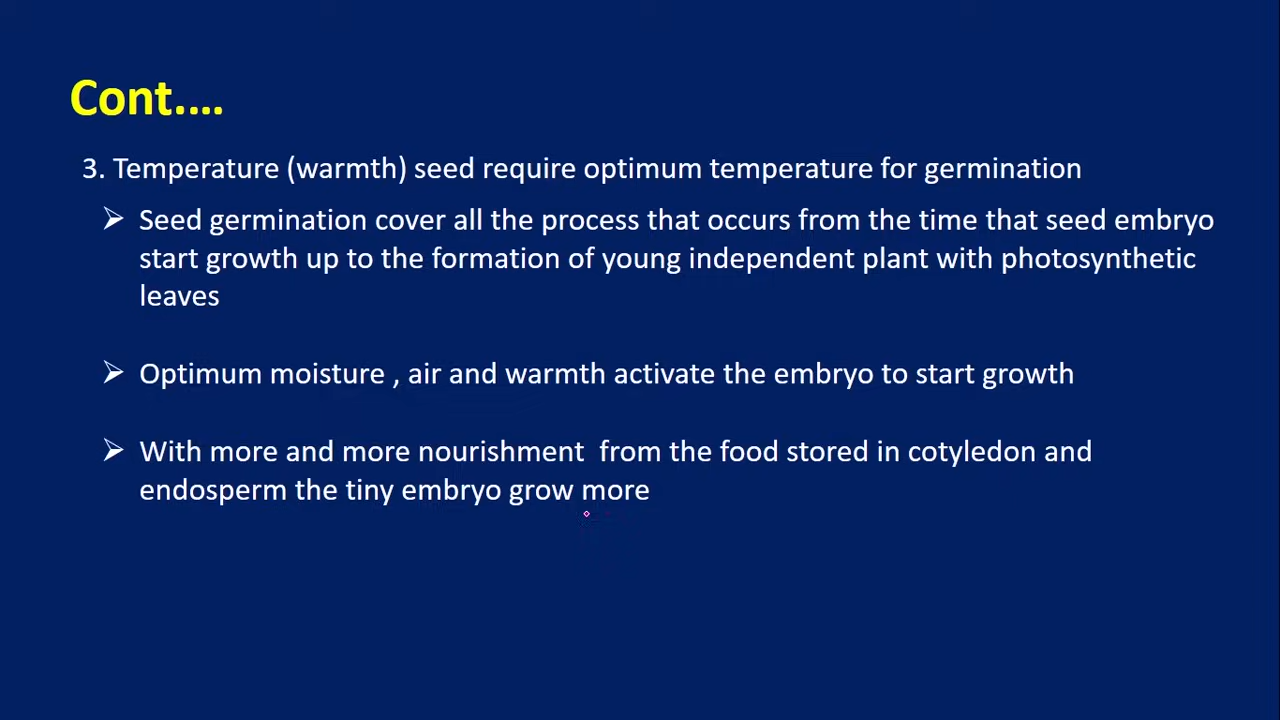 Cont.…
3. Temperature (warmth) seed require optimum temperature for germination
Seed germination cover all the process that occurs from the time that seed embryo
start growth up to the formation of young independent plant with photosynthetic
leaves
Optimum moisture , air and warmth activate the embryo to start growth
With more and more nourishment  from the food stored in cotyledon and
endosperm the tiny embryo grow more